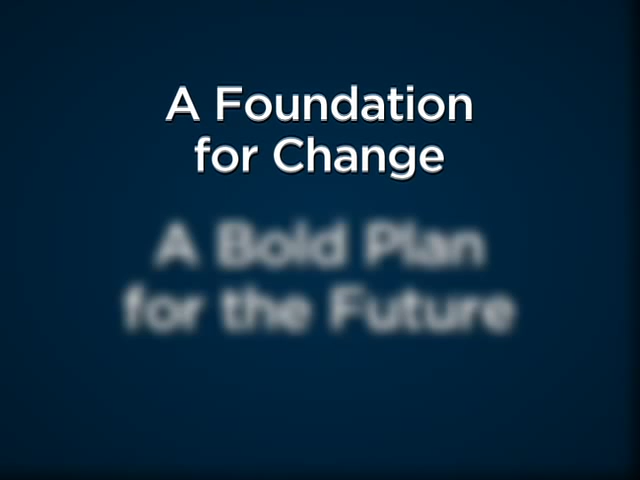 A Foundation
for Change
A Bold Plan
for the Future